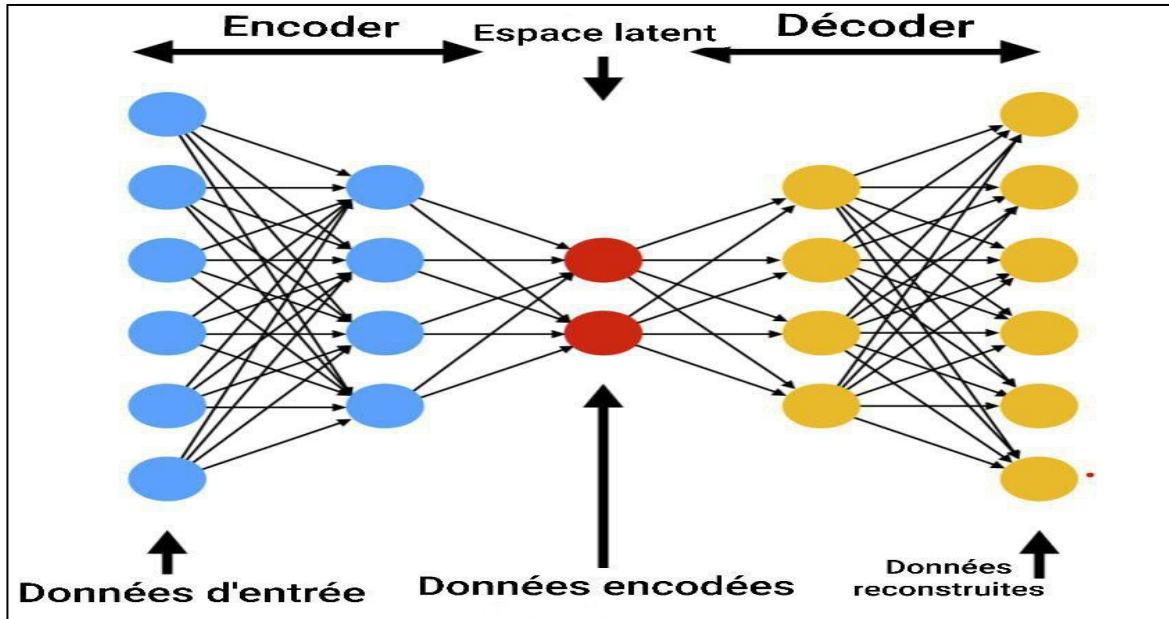 Encoder
Espace latent
Décoder
Données d'entrée
Données encodées
Données
reconstruites